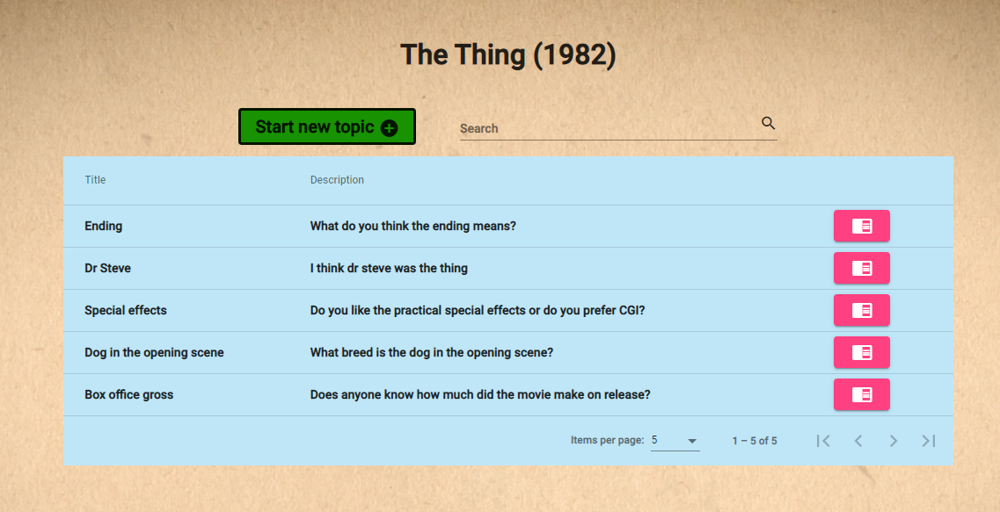 The Thing (1982)
Start new topic
Search
Title Description
Ending What do you think the ending means?
Dr Steve I think dr steve was the thing
Special effects Do you like the practical special effects or do you prefer CGI?
Dog in the opening scene What breed is the dog in the opening scene?
Box office gross Does anyone know how much did the movie make on release?
Items per page: 5 1 – 5 of 5